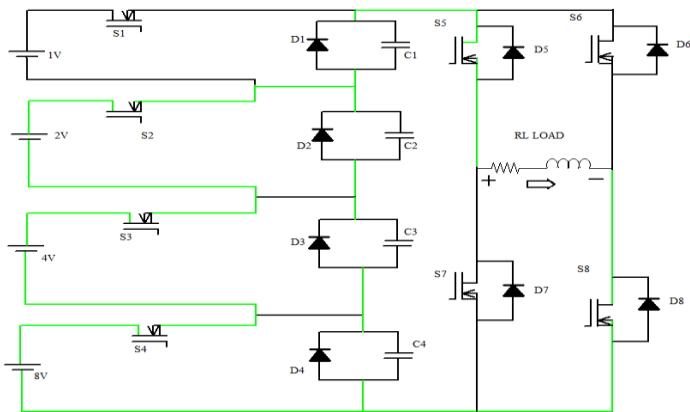 S1
1V
D1
C1
S5
D5
S6
D6
S2
2V
D2
C2
RL LOAD
+
−
S3
4V
D3
C3
S7
D7
S8
D8
S4
8V
D4
C4